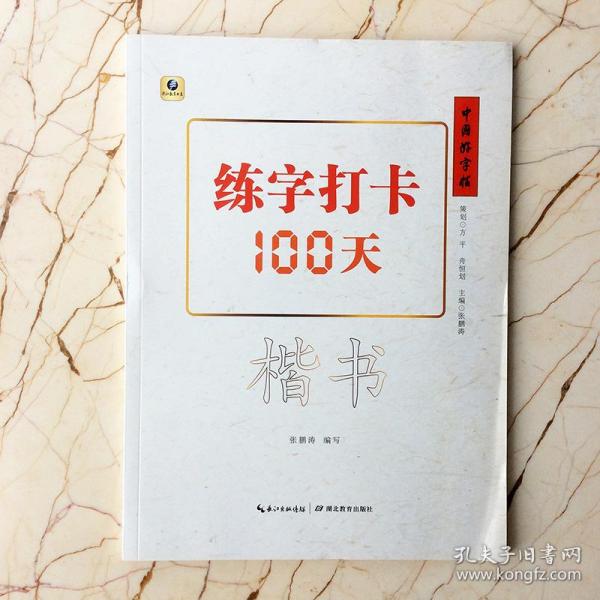 中国好字帖
策划⊙方平 舟恒划 主编⊙张鹏涛
练字打卡
100天
楷书
张鹏涛 编写
长江出版传媒 湖北教育出版社
孔夫子旧书网
www.kongfz.com